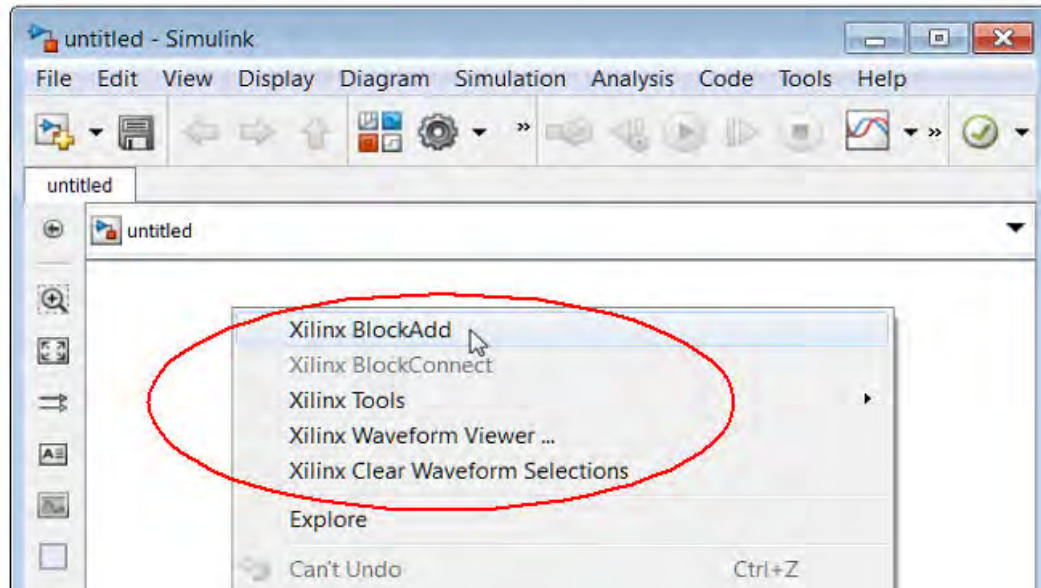 untitled - Simulink
File Edit View Display Diagram Simulation Analysis Code Tools Help
untitled
untitled
Xilinx BlockAdd
Xilinx BlockConnect
Xilinx Tools
Xilinx Waveform Viewer ...
Xilinx Clear Waveform Selections
Explore
Can't Undo Ctrl+Z